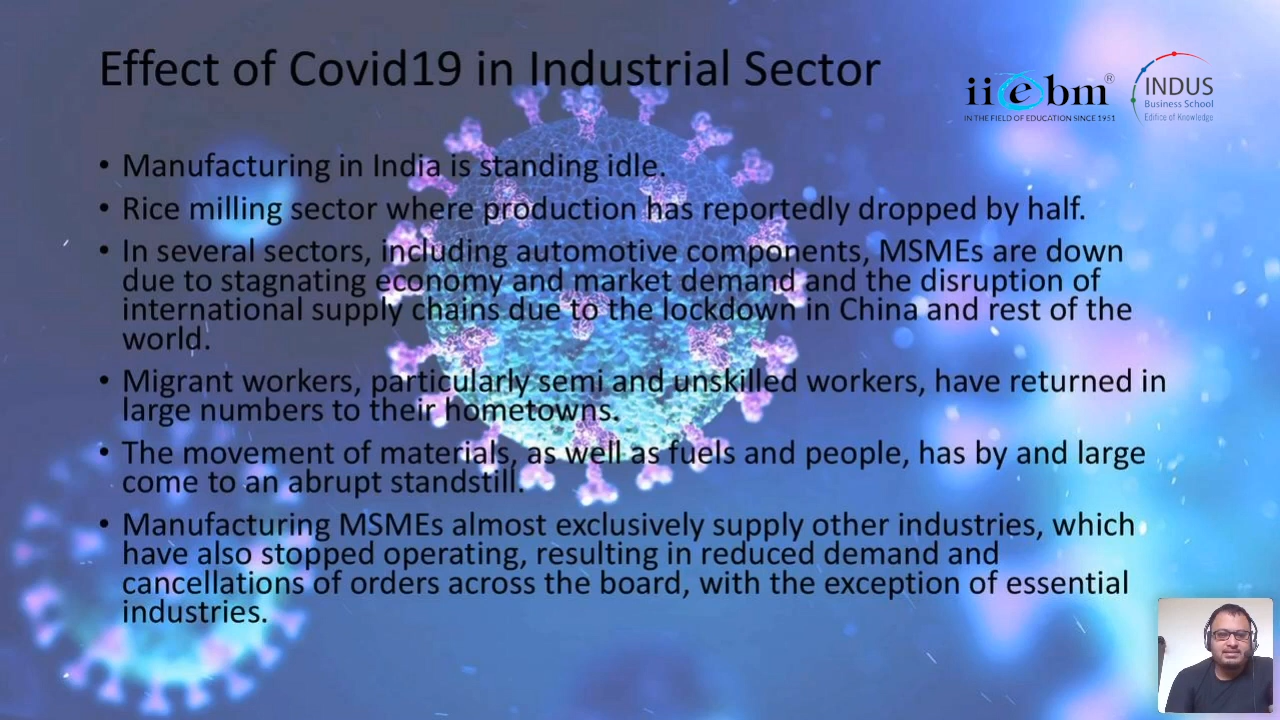 Effect of Covid19 in Industrial Sector
iiebm®
IN THE FIELD OF EDUCATION SINCE 1951
INDUS
Business School
Edifice of Knowledge
• Manufacturing in India is standing idle.
• Rice milling sector where production has reportedly dropped by half.
• In several sectors, including automotive components, MSMEs are down
due to stagnating economy and market demand and the disruption of
international supply chains due to the lockdown in China and rest of the
world.
• Migrant workers, particularly semi and unskilled workers, have returned in
large numbers to their hometowns.
• The movement of materials, as well as fuels and people, has by and large
come to an abrupt standstill.
• Manufacturing MSMEs almost exclusively supply other industries, which
have also stopped operating, resulting in reduced demand and
cancellations of orders across the board, with the exception of essential
industries.